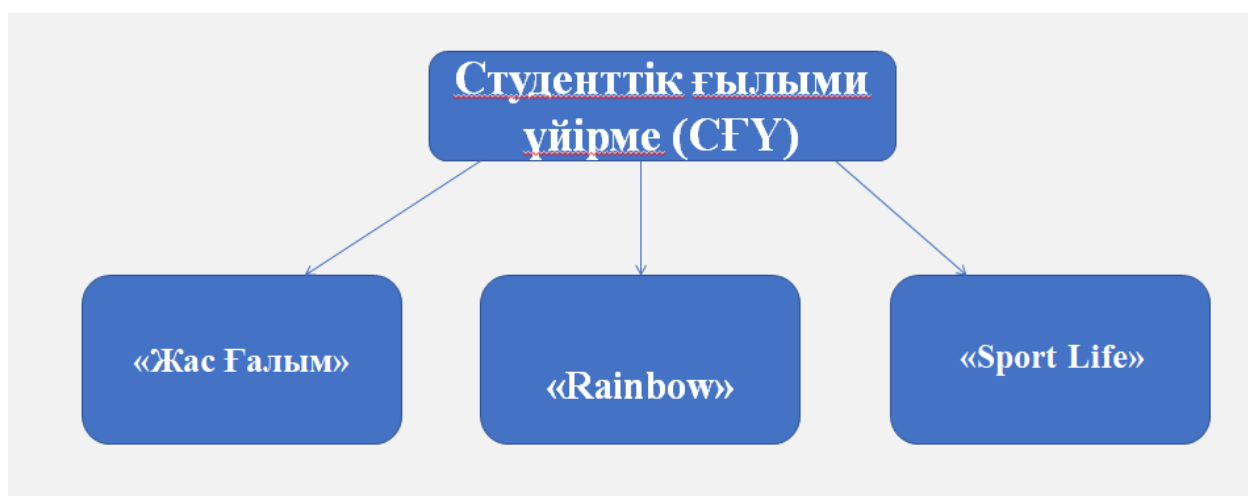 Студенттік ғылыми
үйірме (СҒҮ)
«Жас Ғалым»
«Rainbow»
«Sport Life»